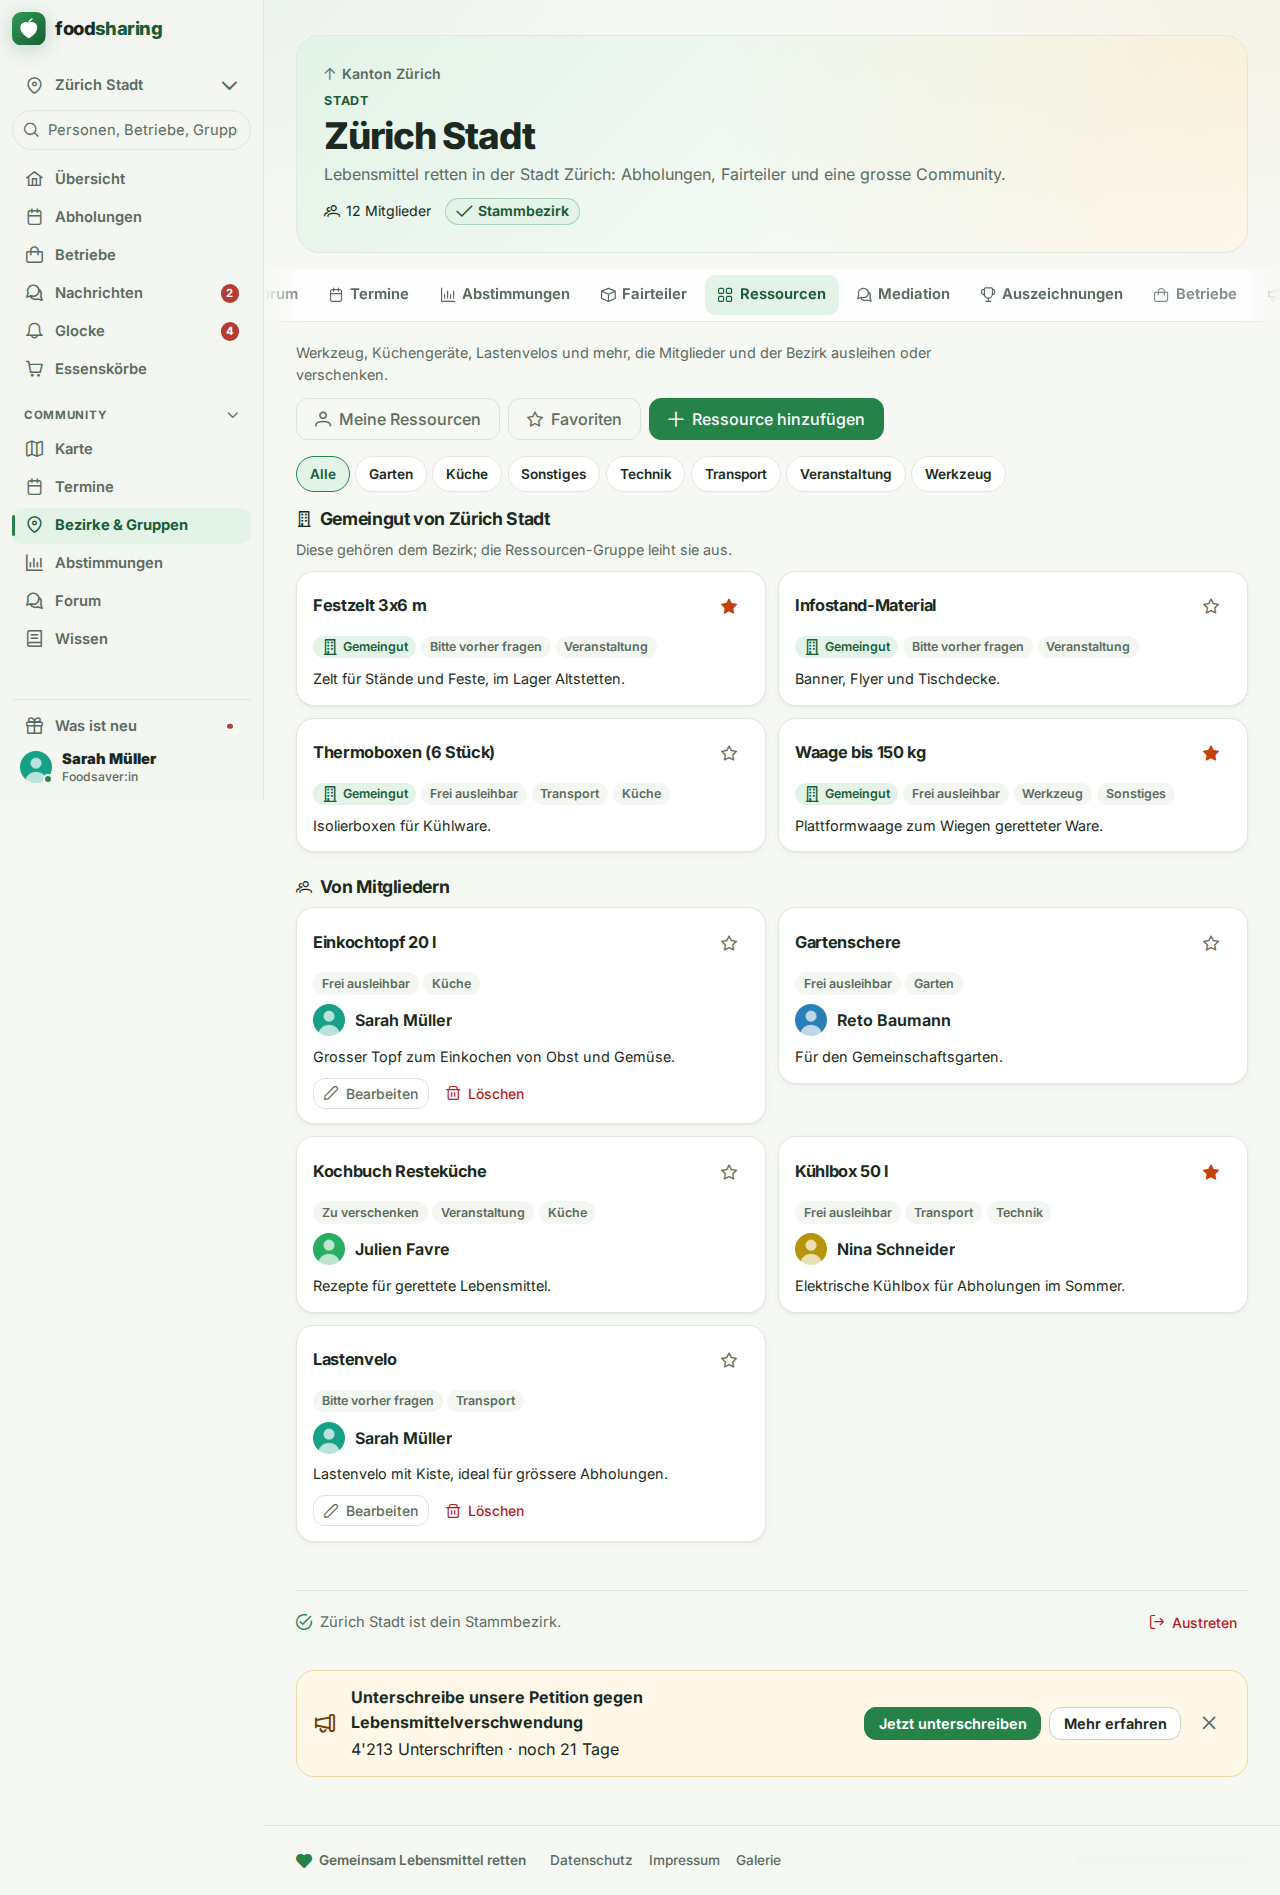 foodsharing
Zürich Stadt
Personen, Betriebe, Grupp
Übersicht
Abholungen
Betriebe
Nachrichten 2
Glocke 4
Essenskörbe
COMMUNITY
Karte
Termine
Bezirke & Gruppen
Abstimmungen
Forum
Wissen
Was ist neu
Sarah Müller
Foodsaver:in
Kanton Zürich
STADT
Zürich Stadt
Lebensmittel retten in der Stadt Zürich: Abholungen, Fairteiler und eine grosse Community.
12 Mitglieder Stammbezirk
rum Termine Abstimmungen Fairteiler Ressourcen Mediation Auszeichnungen Betriebe
Werkzeug, Küchengeräte, Lastenvelos und mehr, die Mitglieder und der Bezirk ausleihen oder
verschenken.
Meine Ressourcen Favoriten Ressource hinzufügen
Alle Garten Küche Sonstiges Technik Transport Veranstaltung Werkzeug
Gemeingut von Zürich Stadt
Diese gehören dem Bezirk; die Ressourcen-Gruppe leiht sie aus.
Festzelt 3x6 m
Gemeingut Bitte vorher fragen Veranstaltung
Zelt für Stände und Feste, im Lager Altstetten.
Infostand-Material
Gemeingut Bitte vorher fragen Veranstaltung
Banner, Flyer und Tischdecke.
Thermoboxen (6 Stück)
Gemeingut Frei ausleihbar Transport Küche
Isolierboxen für Kühlware.
Waage bis 150 kg
Gemeingut Frei ausleihbar Werkzeug Sonstiges
Plattformwaage zum Wiegen geretteter Ware.
Von Mitgliedern
Einkochtopf 20 l
Frei ausleihbar Küche
Sarah Müller
Grosser Topf zum Einkochen von Obst und Gemüse.
Bearbeiten Löschen
Gartenschere
Frei ausleihbar Garten
Reto Baumann
Für den Gemeinschaftsgarten.
Kochbuch Resteküche
Zu verschenken Veranstaltung Küche
Julien Favre
Rezepte für gerettete Lebensmittel.
Kühlbox 50 l
Frei ausleihbar Transport Technik
Nina Schneider
Elektrische Kühlbox für Abholungen im Sommer.
Lastenvelo
Bitte vorher fragen Transport
Sarah Müller
Lastenvelo mit Kiste, ideal für grössere Abholungen.
Bearbeiten Löschen
Zürich Stadt ist dein Stammbezirk.
Austreten
Unterschreibe unsere Petition gegen
Lebensmittelverschwendung
4'213 Unterschriften · noch 21 Tage
Jetzt unterschreiben Mehr erfahren
Gemeinsam Lebensmittel retten Datenschutz Impressum Galerie